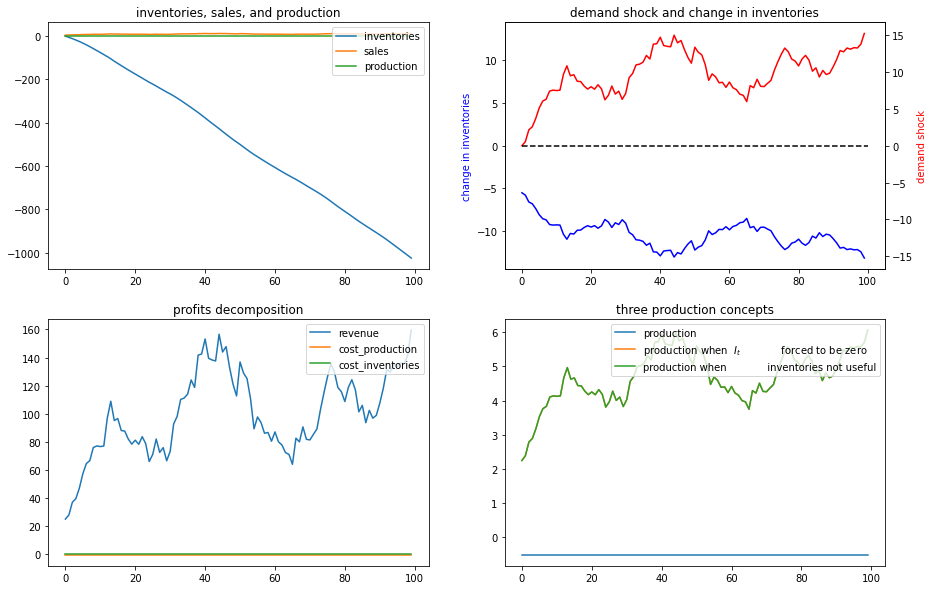 inventories, sales, and production
0
−200
−400
−600
−800
−1000
0 20 40 60 80 100
inventories
sales
production
demand shock and change in inventories
change in inventories
10
5
0
−5
−10
0 20 40 60 80 100
15
10
5
0
−5
−10
−15
demand shock
profits decomposition
160
140
120
100
80
60
40
20
0
0 20 40 60 80 100
revenue
cost_production
cost_inventories
three production concepts
6
5
4
3
2
1
0
0 20 40 60 80 100
production
production when I_t forced to be zero
production when inventories not useful